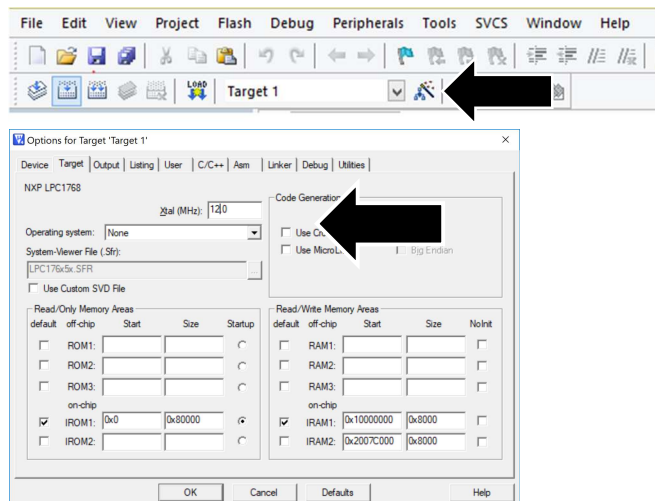 File Edit View Project Flash Debug Peripherals Tools SVCS Window Help
LOAD Target 1
Options for Target 'Target 1'
Device Target Output Listing User C/C++ Asm Linker Debug Utilities
NXP LPC1768
Code Generation
Xtal (MHz): 12.0
Operating system: None
Use
Use
Big Endian
System-Viewer File (.Sfr):
LPC176x5x.SFR
...
Use Custom SVD File
Read/Only Memory Areas
Read/Write Memory Areas
default off-chip Start Size Startup
default off-chip Start Size NoInit
ROM1:
RAM1:
ROM2:
RAM2:
ROM3:
RAM3:
on-chip
on-chip
IROM1: 0x0 0x80000
IRAM1: 0x10000000 0x8000
IROM2:
IRAM2: 0x2007C000 0x8000
OK Cancel Defaults Help